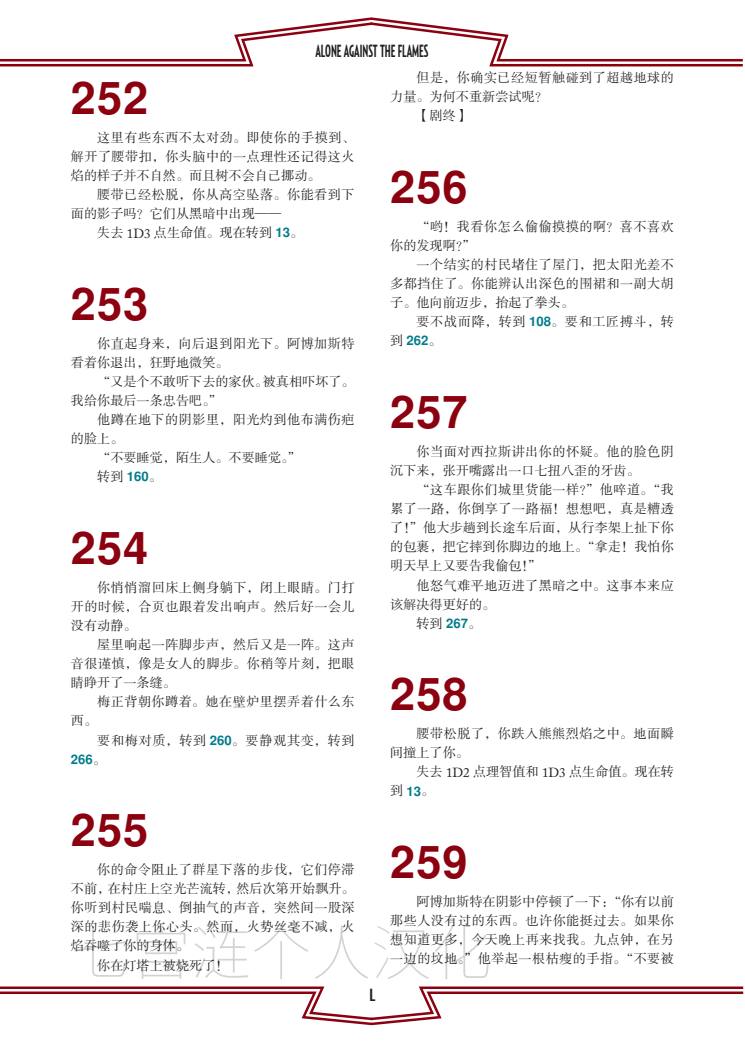 ALONE AGAINST THE FLAMES
252
这里有些东西不太对劲。即使你的手摸到、
解开了腰带扣，你头脑中的一点理性还记得这火
焰的样子并不自然。而且树不会自己挪动。
腰带已经松脱，你从高空坠落。你能看到下
面的影子吗？它们从黑暗中出现——
失去 1D3 点生命值。现在转到 13。
253
你直起身来，向后退到阳光下。阿博加斯特
看着你退出，狂野地微笑。
“又是个不敢听下去的家伙。被真相吓坏了。
我给你最后一条忠告吧。”
他蹲在地下的阴影里，阳光灼到他布满伤疤
的脸上。
“不要睡觉，陌生人。不要睡觉。”
转到 160。
254
你悄悄溜回床上侧身躺下，闭上眼睛。门打
开的时候，合页也跟着发出响声。然后好一会儿
没有动静。
屋里响起一阵脚步声，然后又是一阵。这声
音很谨慎，像是女人的脚步。你稍等片刻，把眼
睛睁开了一条缝。
梅正背朝你蹲着。她在壁炉里摆弄着什么东
西。
要和梅对质，转到 260。要静观其变，转到
266。
255
你的命令阻止了群星下落的步伐，它们停滞
不前，在村庄上空光芒流转，然后次第开始飘升。
你听到村民喘息、倒抽气的声音，突然间一股深
深的悲伤袭上你心头。然而，火势丝毫不减，火
焰吞噬了你的身体。
你在灯塔上被烧死了！
但是，你确实已经短暂触碰到了超越地球的
力量。为何不重新尝试呢？
【剧终】
256
“哟！我看你怎么偷偷摸摸的啊？喜不喜欢
你的发现啊？”
一个结实的村民堵住了屋门，把太阳光差不
多都挡住了。你能辨认出深色的围裙和一副大胡
子。他向前迈步，抬起了拳头。
要不战而降，转到 108。要和工匠搏斗，转
到 262。
257
你当面对西拉斯讲出你的怀疑。他的脸色阴
沉下来，张开嘴露出一口七扭八歪的牙齿。
“这车跟你们城里货能一样？”他啐道。“我
累了一路，你倒享了一路福！想想吧，真是糟透
了！”他大步趟到长途车后面，从行李架上扯下你
的包裹，把它摔到你脚边的地上。“拿走！我怕你
明天早上又要告我偷包！”
他怒气难平地迈进了黑暗之中。这事本来应
该解决得更好的。
转到 267。
258
腰带松脱了，你跌入熊熊烈焰之中。地面瞬
间撞上了你。
失去 1D2 点理智值和 1D3 点生命值。现在转
到 13。
259
阿博加斯特在阴影中停顿了一下：“你有以前
那些人没有过的东西。也许你能挺过去。如果你
想知道更多，今天晚上再来找我。九点钟，在另
一边的坟地。”他举起一根枯瘦的手指。“不要被
个人汉化
L